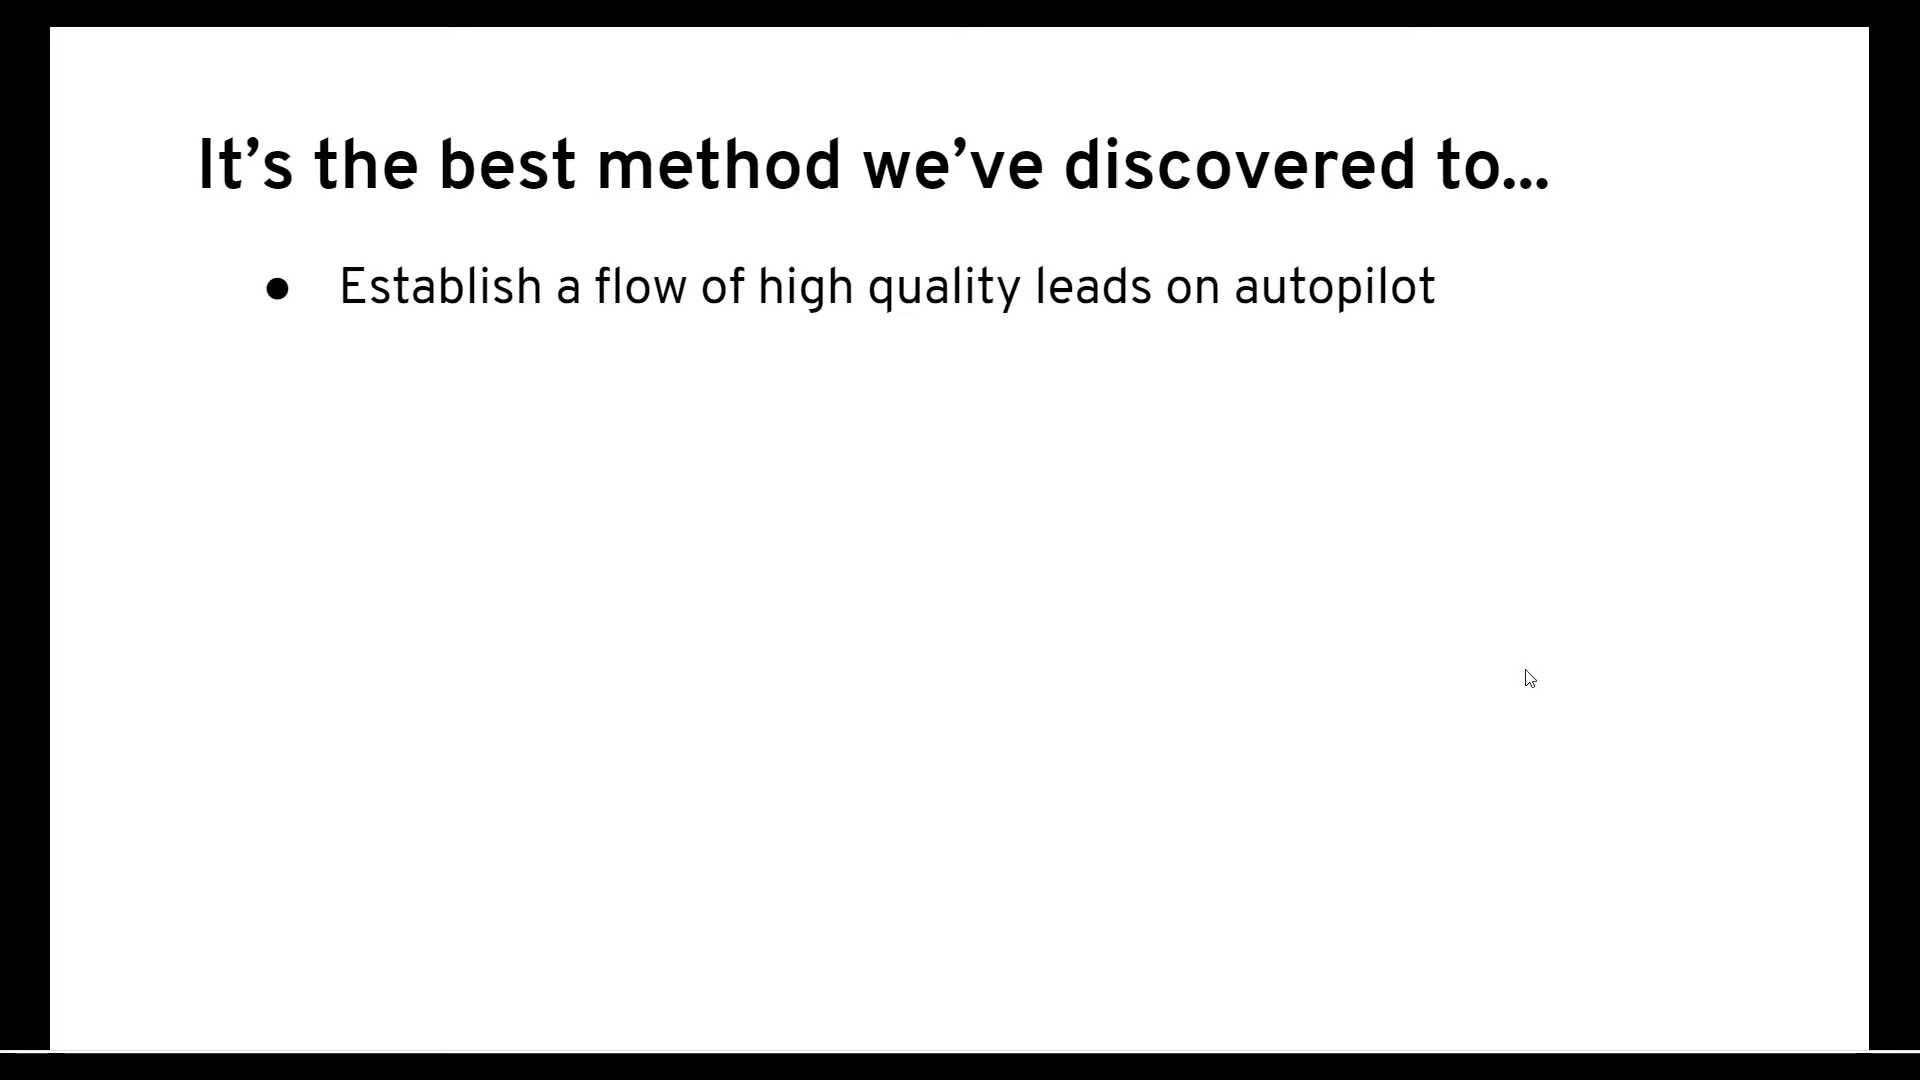 It’s the best method we’ve discovered to...
● Establish a flow of high quality leads on autopilot